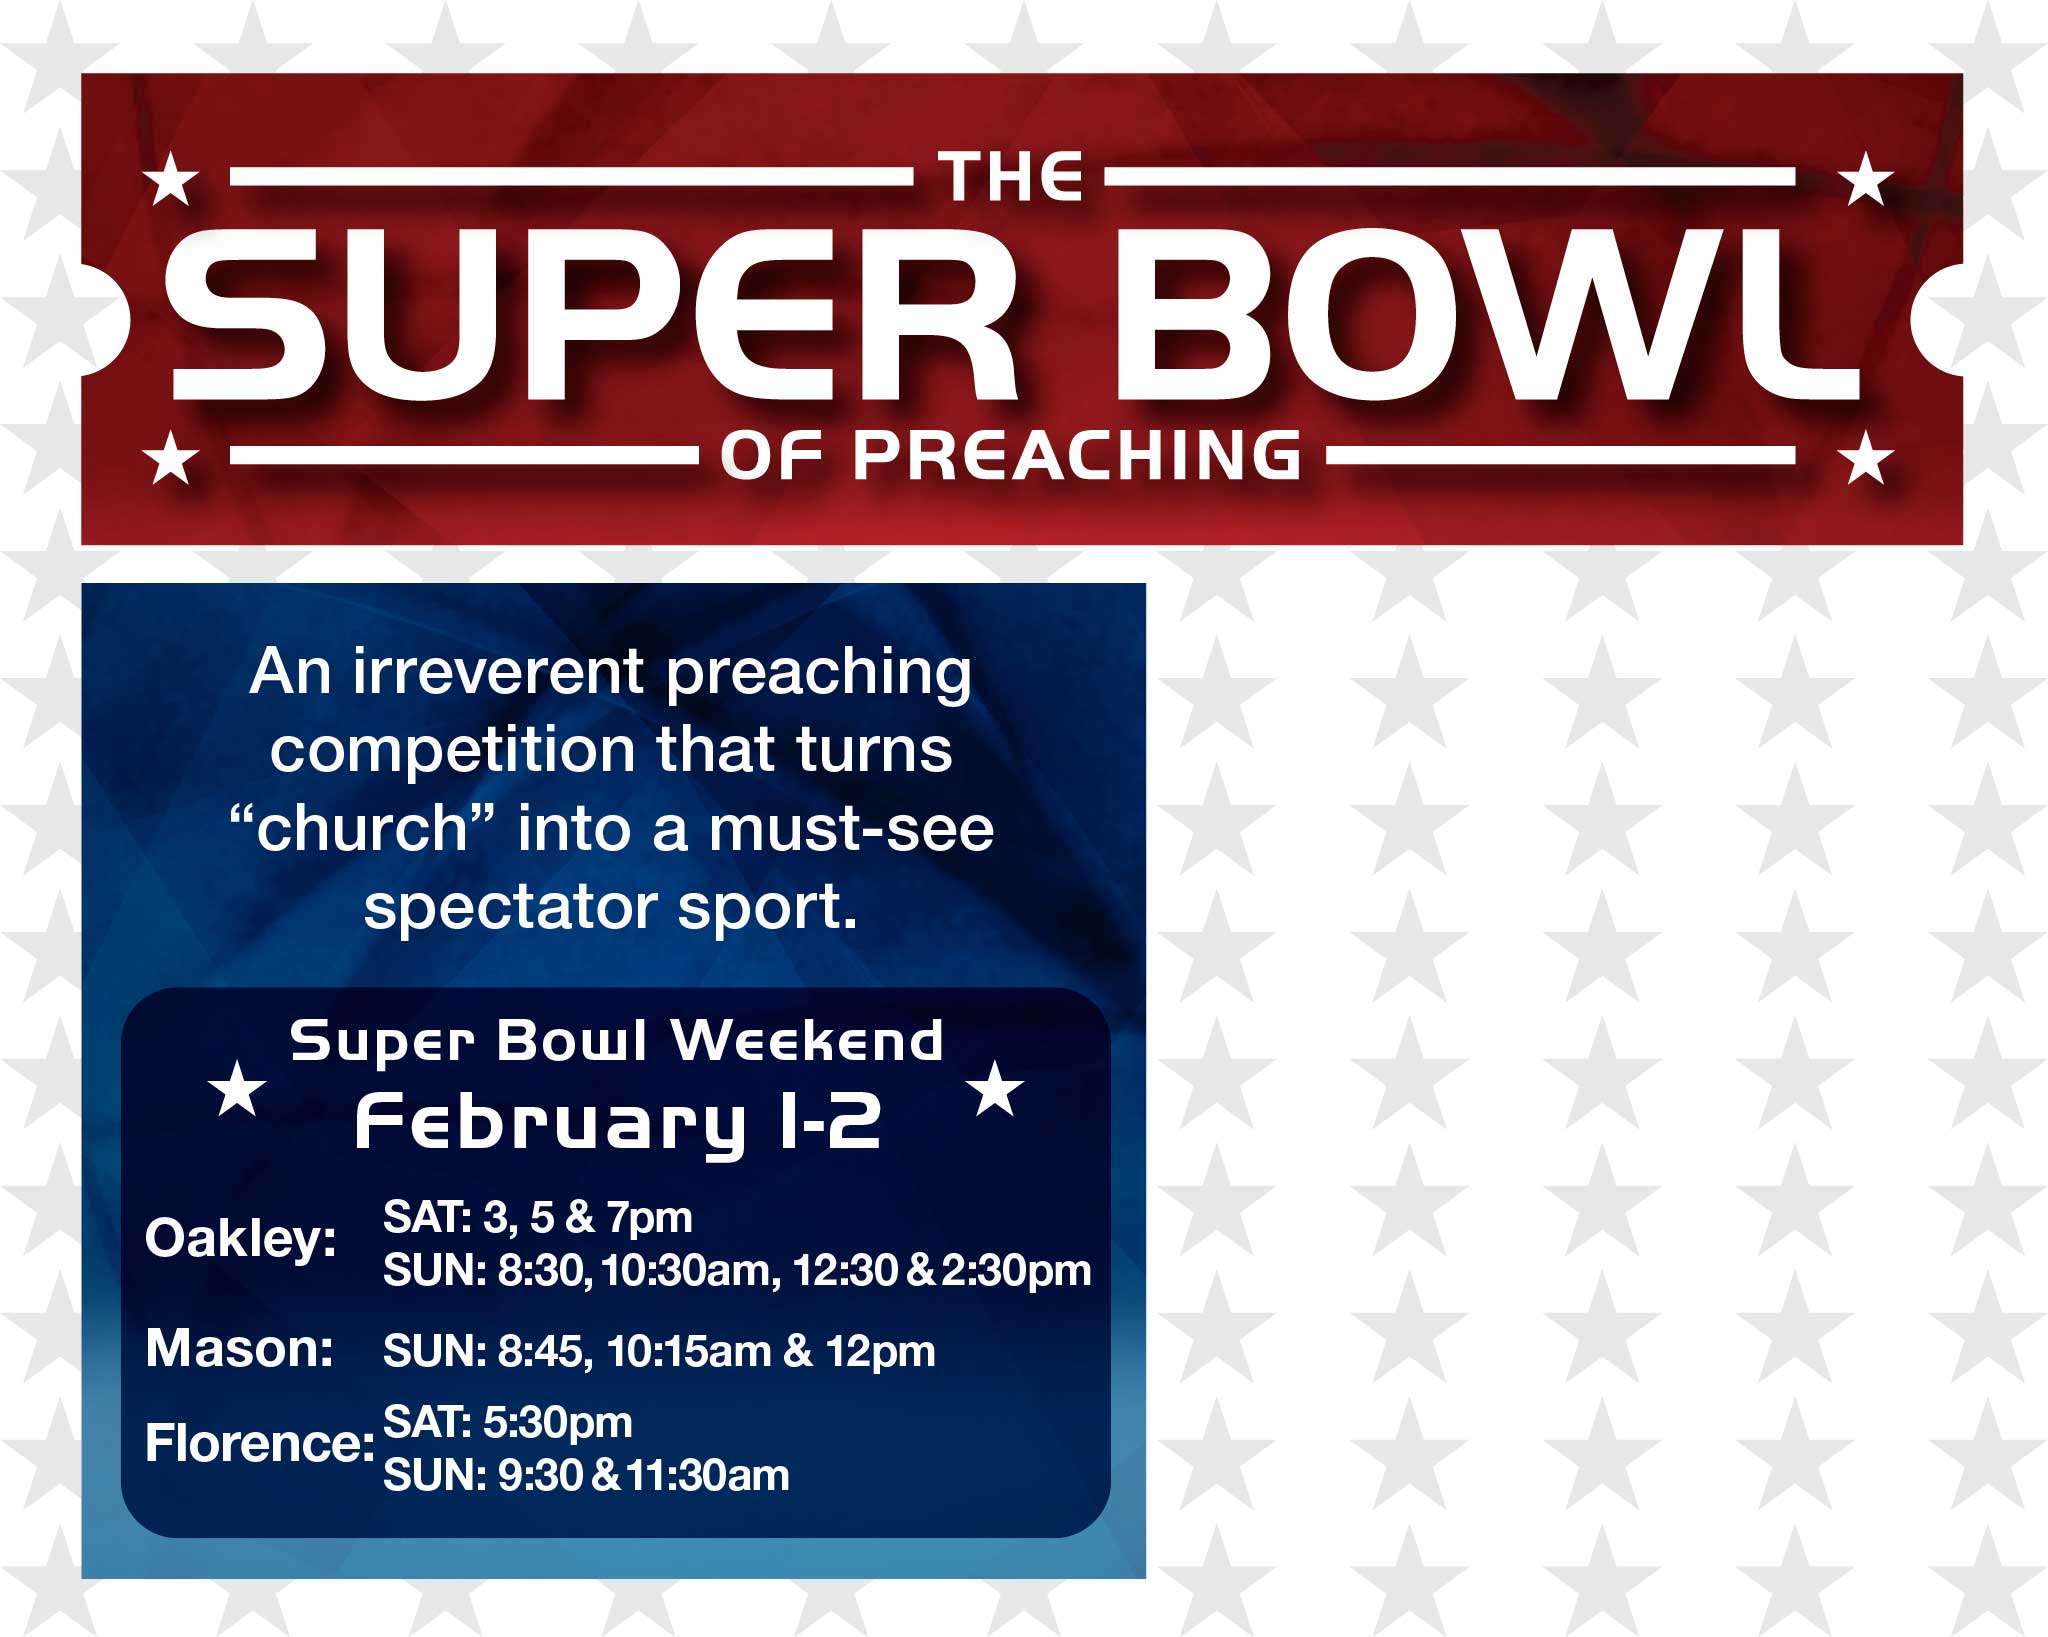 THE
SUPER BOWL
OF PREACHING
An irreverent preaching
competition that turns
“church” into a must-see
spectator sport.
Super Bowl Weekend
February 1-2
Oakley:
SAT: 3, 5 & 7pm
SUN: 8:30, 10:30am, 12:30 & 2:30pm
Mason: SUN: 8:45, 10:15am & 12pm
Florence:
SAT: 5:30pm
SUN: 9:30 & 11:30am